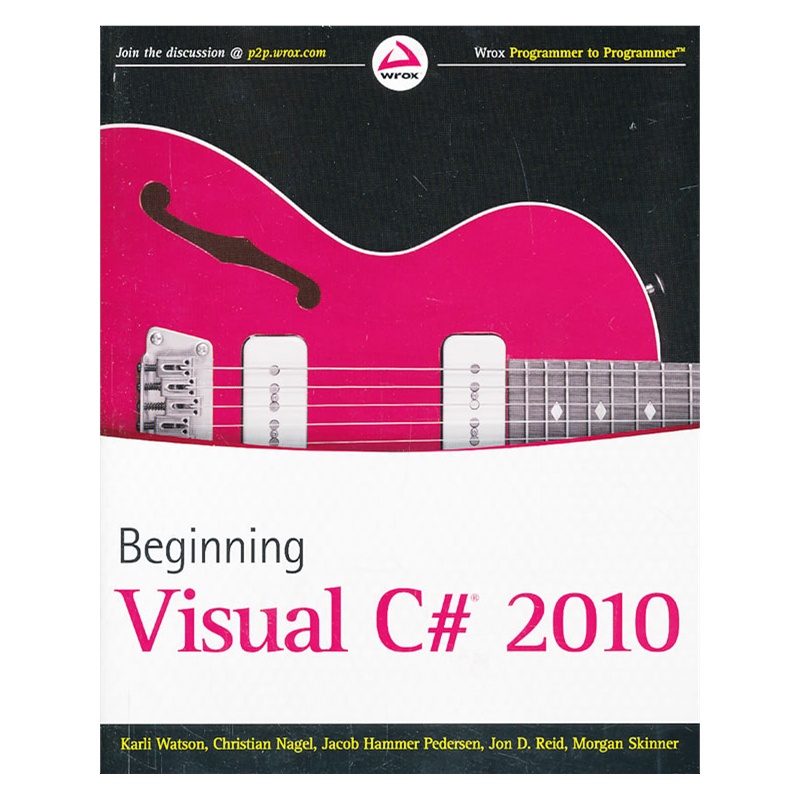 Join the discussion @ p2p.wrox.com
wrox
Wrox Programmer to Programmer™
Beginning
Visual C#® 2010
Karli Watson, Christian Nagel, Jacob Hammer Pedersen, Jon D. Reid, Morgan Skinner